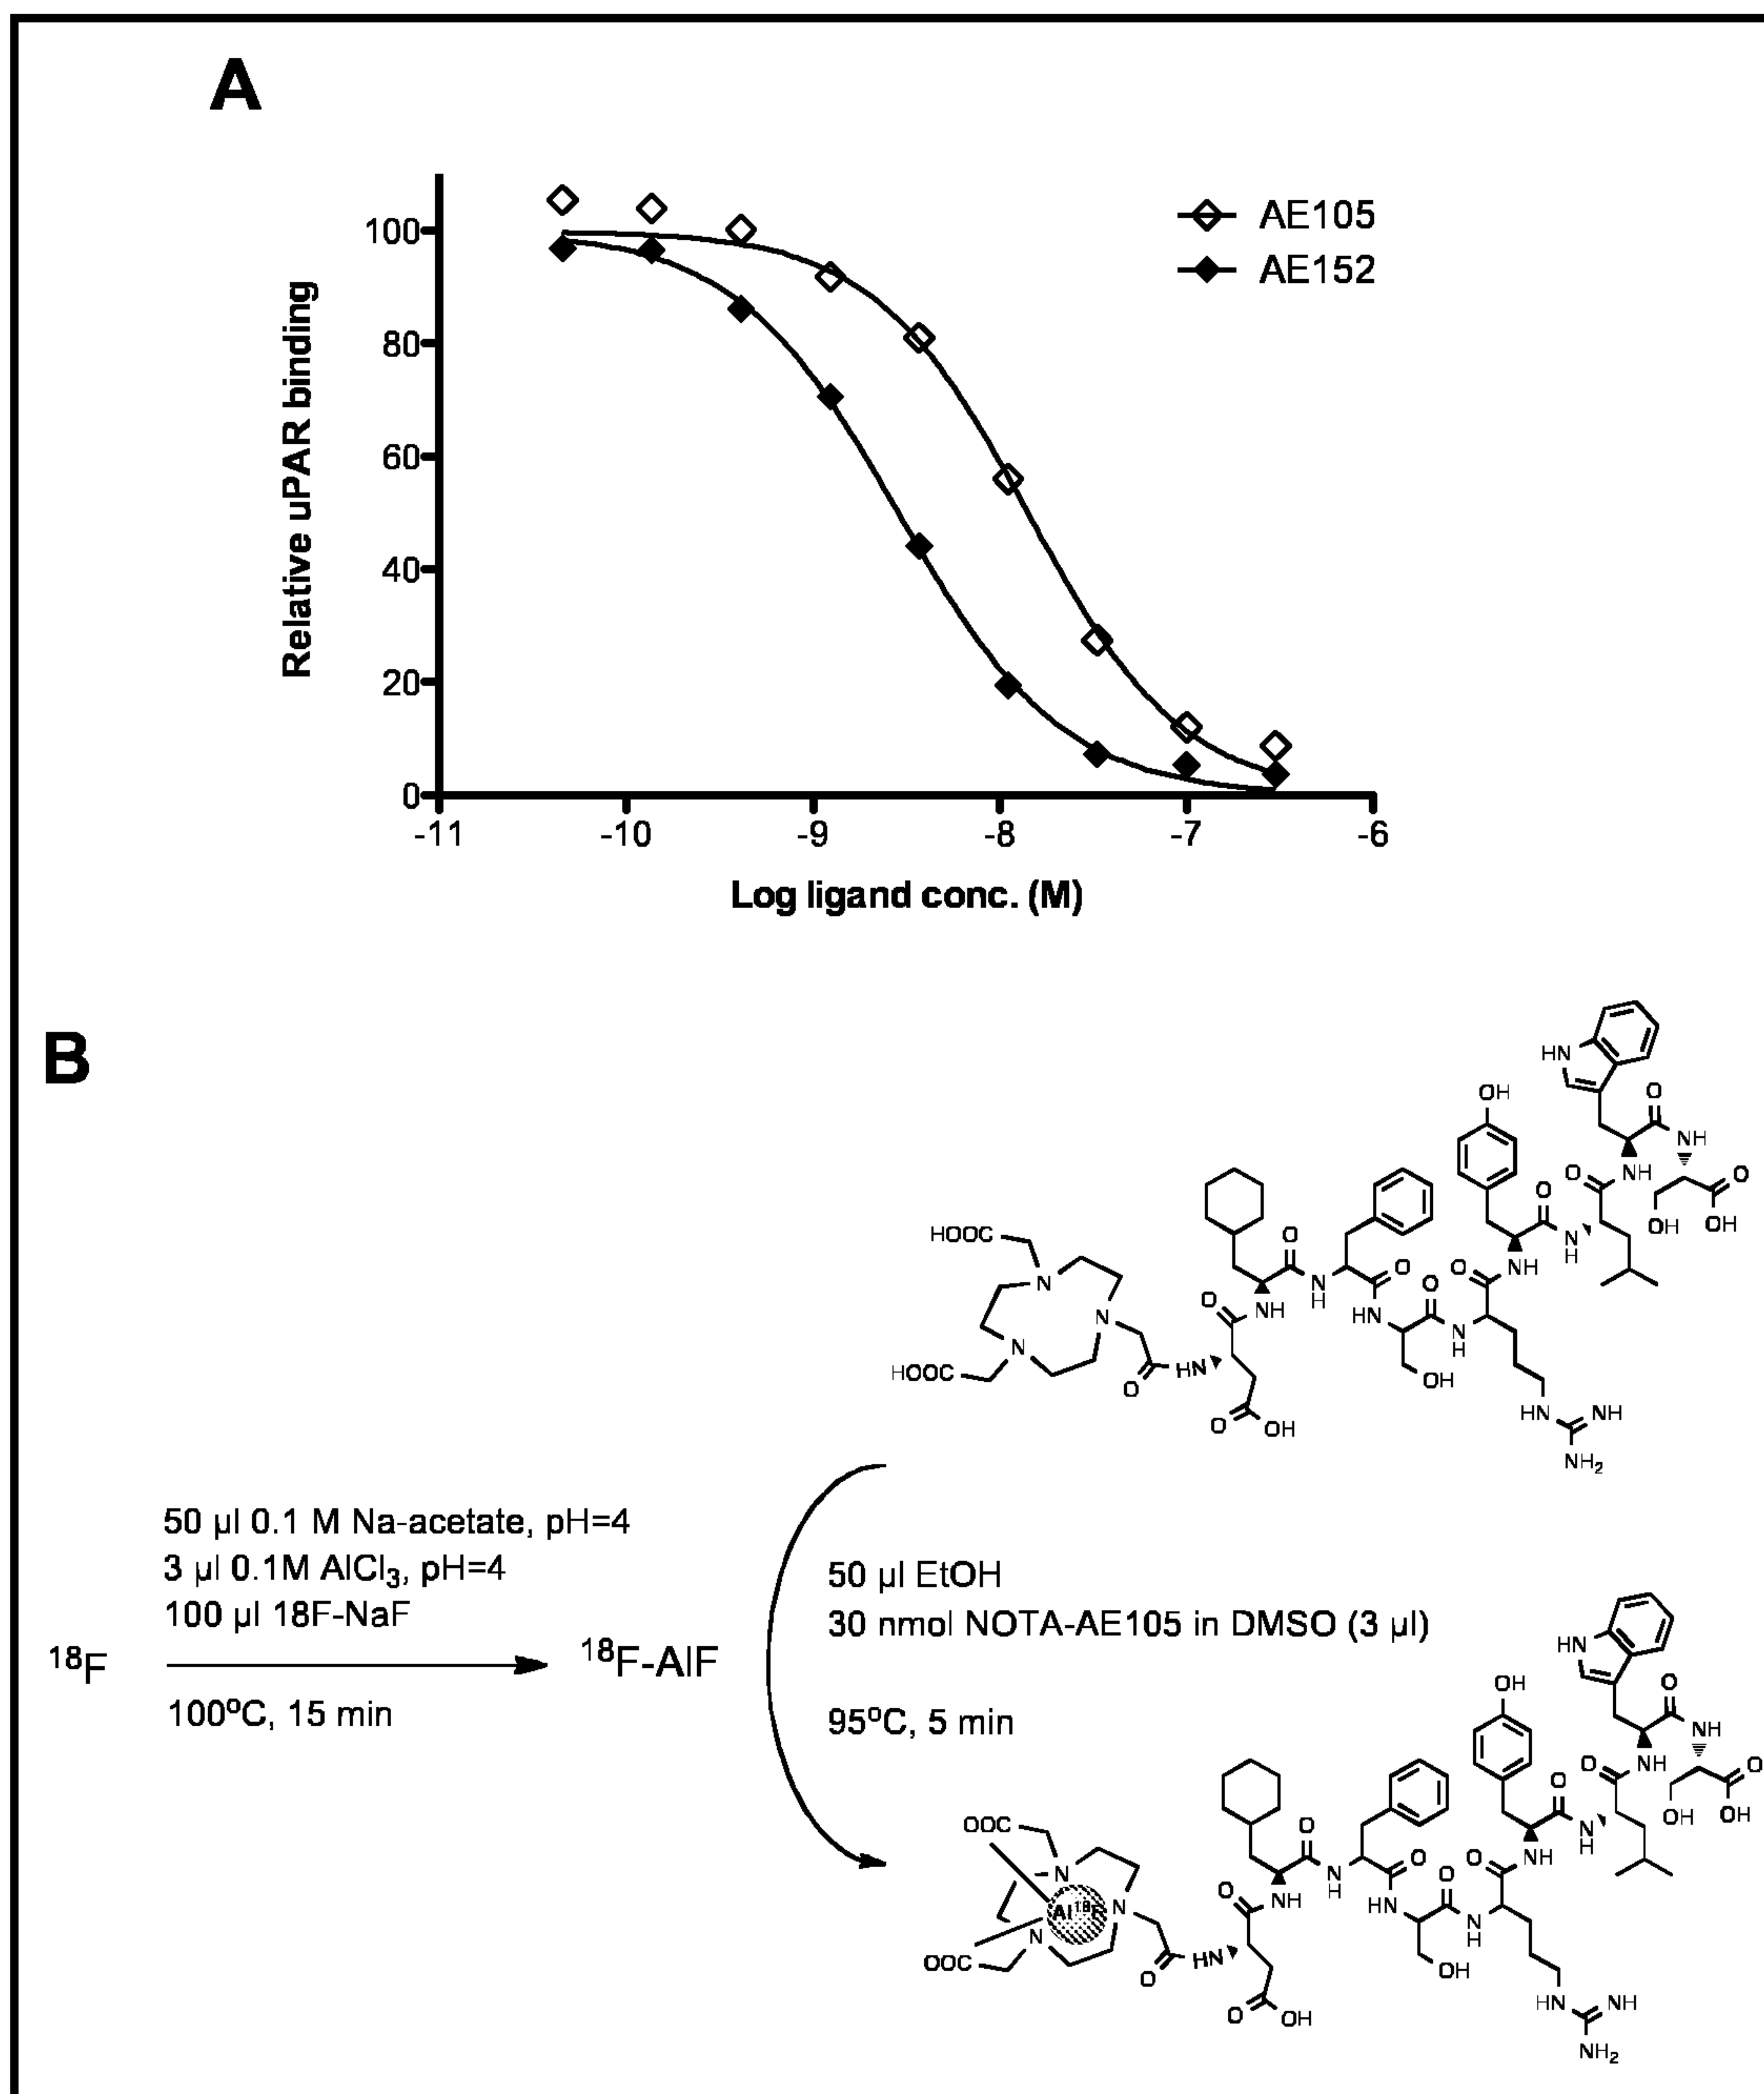 A
AE105
AE152
Relative uPAR binding
100
80
60
40
20
0
-11
-10
-9
-8
-7
-6
Log ligand conc. (M)
B
HN
O
OH
NH
O
NH
O
O
N
H
OH
OH
O
HOOC
O
O
NH
N
O
O
N
H
O
NH
HN
N
H
N
N
O
HN
OH
HOOC
O
HN
NH
O
OH
NH₂
50 µl 0.1 M Na-acetate, pH=4
3 µl 0.1M AlCl₃, pH=4
100 µl 18F-NaF
¹⁸F
¹⁸F-AlF
100ºC, 15 min
50 µl EtOH
30 nmol NOTA-AE105 in DMSO (3 µl)
95ºC, 5 min
HN
O
OH
NH
O
NH
O
O
N
H
OH
OH
OOC
O
O
NH
N
O
O
N
H
O
NH
HN
N
H
Al¹⁸F
N
N
O
HN
OH
OOC
O
HN
NH
O
OH
NH₂